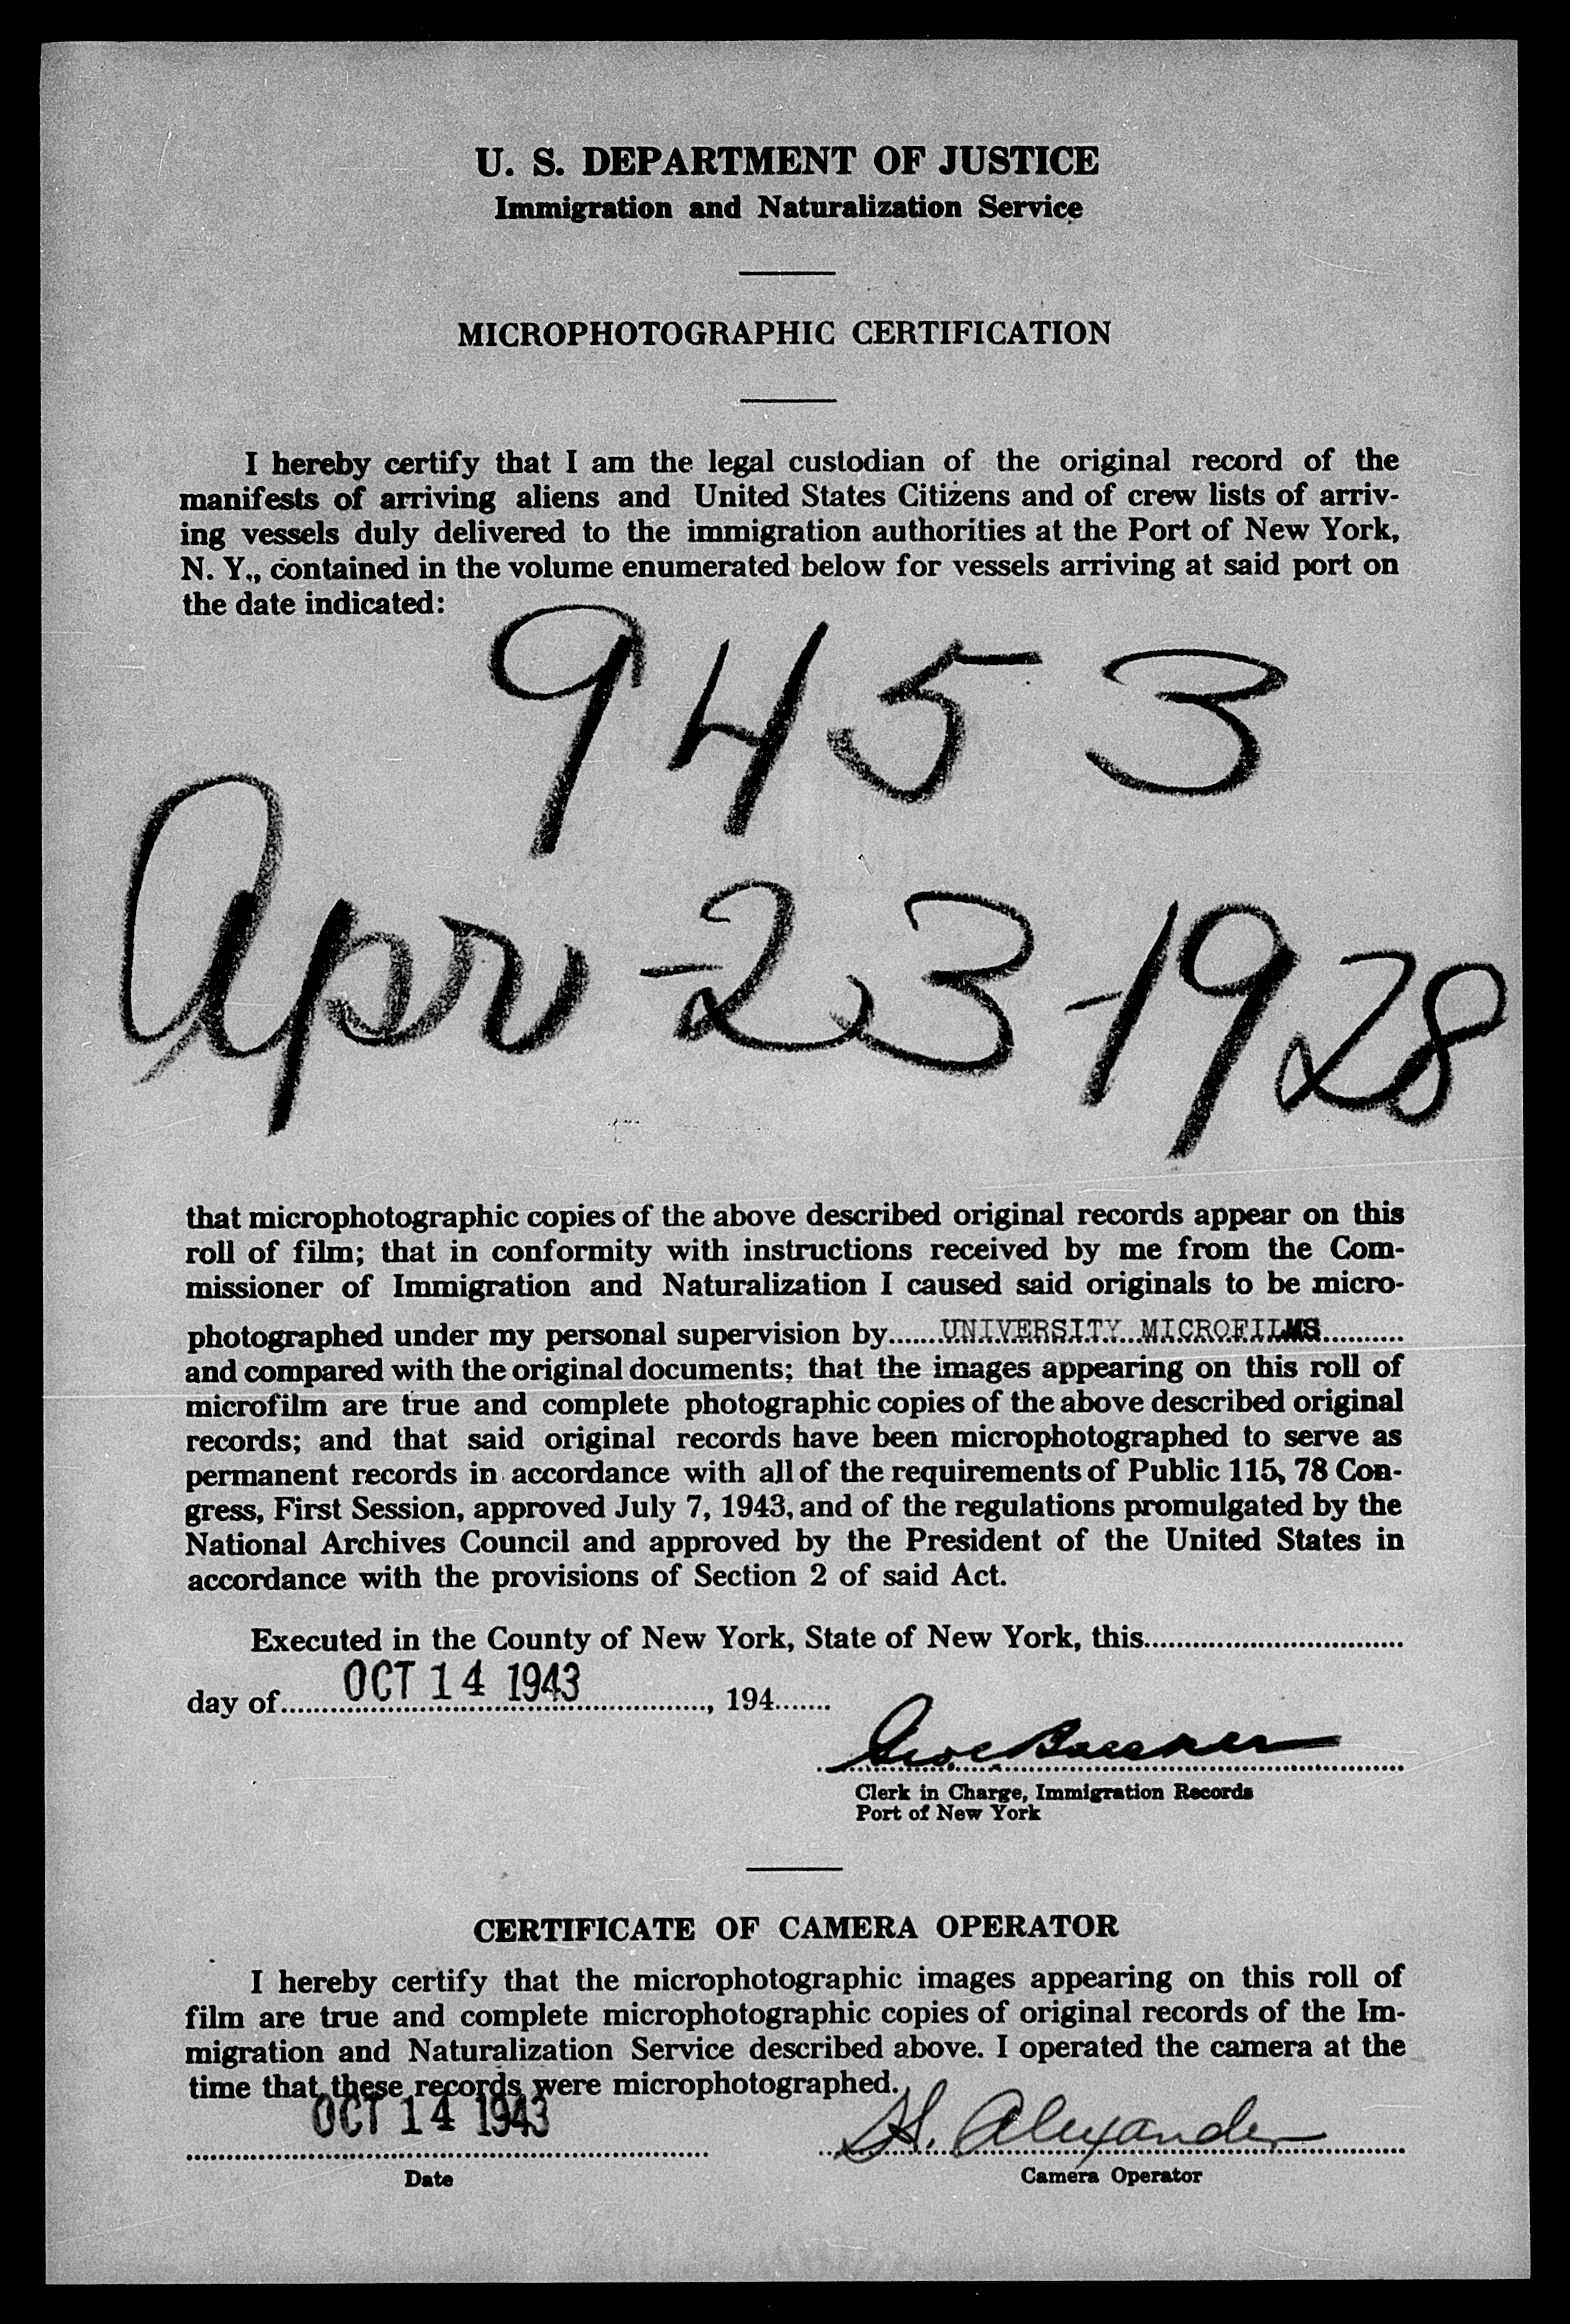 U. S. DEPARTMENT OF JUSTICE
Immigration and Naturalization Service
MICROPHOTOGRAPHIC CERTIFICATION
I hereby certify that I am the legal custodian of the original record of the
manifests of arriving aliens and United States Citizens and of crew lists of arriv-
ing vessels duly delivered to the immigration authorities at the Port of New York,
N. Y., contained in the volume enumerated below for vessels arriving at said port on
the date indicated:
9453
Apr-23-1928
that microphotographic copies of the above described original records appear on this
roll of film; that in conformity with instructions received by me from the Com-
missioner of Immigration and Naturalization I caused said originals to be micro-
photographed under my personal supervision by......UNIVERSITY MICROFILMS..........
and compared with the original documents; that the images appearing on this roll of
microfilm are true and complete photographic copies of the above described original
records; and that said original records have been microphotographed to serve as
permanent records in accordance with all of the requirements of Public 115, 78 Con-
gress, First Session, approved July 7, 1943, and of the regulations promulgated by the
National Archives Council and approved by the President of the United States in
accordance with the provisions of Section 2 of said Act.
Executed in the County of New York, State of New York, this................................
day of......OCT 14 1943................, 194.......
Clerk in Charge, Immigration Records
Port of New York
CERTIFICATE OF CAMERA OPERATOR
I hereby certify that the microphotographic images appearing on this roll of
film are true and complete microphotographic copies of original records of the Im-
migration and Naturalization Service described above. I operated the camera at the
time that these records were microphotographed.
OCT 14 1943
H. Alexander
Date
Camera Operator